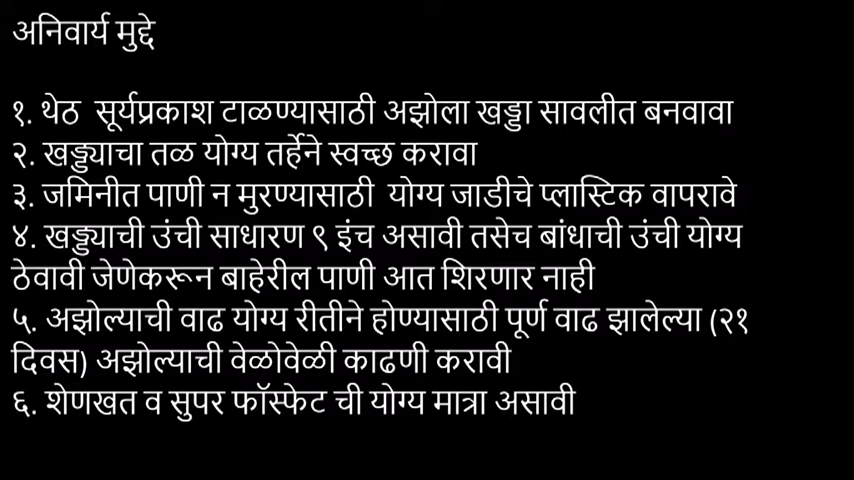 अनिवार्य मुद्दे
१. थेठ सूर्यप्रकाश टाळण्यासाठी अझोला खड्डा सावलीत बनवावा
२. खड्ड्याचा तळ योग्य तर्हेने स्वच्छ करावा
३. जमिनीत पाणी न मुरण्यासाठी योग्य जाडीचे प्लास्टिक वापरावे
४. खड्ड्याची उंची साधारण ९ इंच असावी तसेच बांधाची उंची योग्य
ठेवावी जेणेकरून बाहेरील पाणी आत शिरणार नाही
५. अझोल्याची वाढ योग्य रीतीने होण्यासाठी पूर्ण वाढ झालेल्या (२१
दिवस) अझोल्याची वेळोवेळी काढणी करावी
६. शेणखत व सुपर फॉस्फेट ची योग्य मात्रा असावी